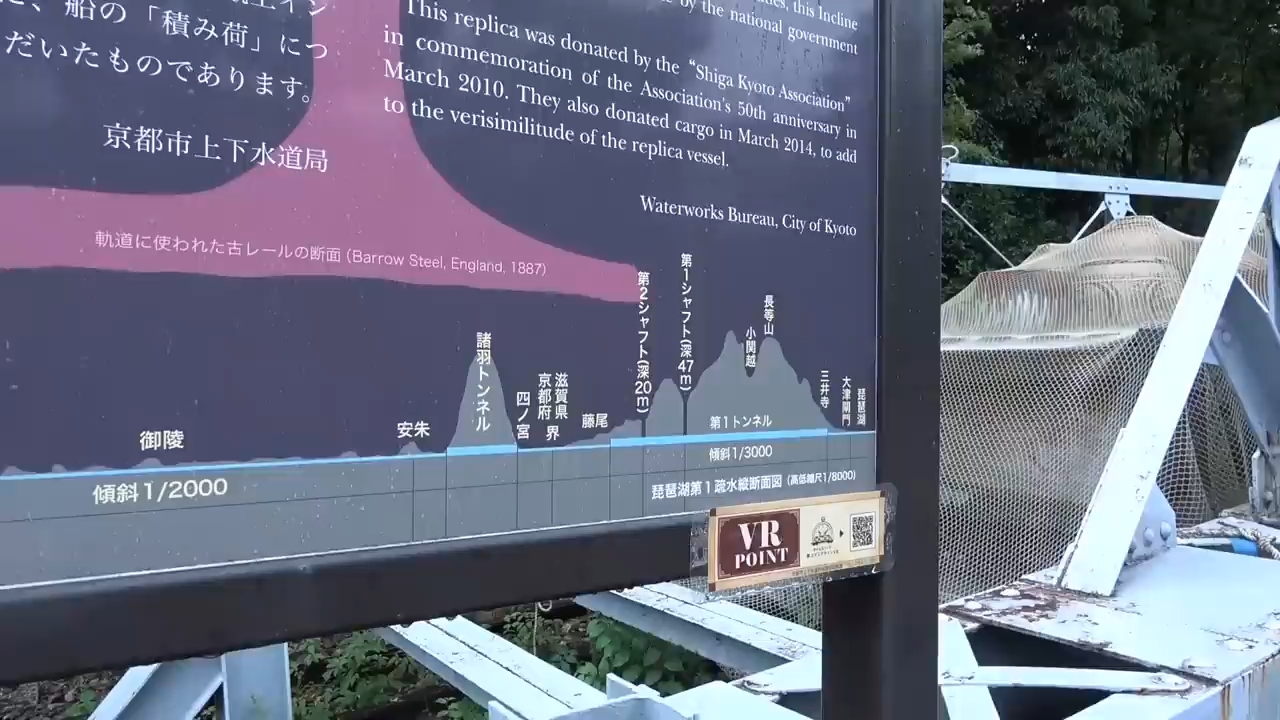 、船の「積み荷」につ
だいたものであります。
京都市上下水道局
this Incline
by the national government
This replica was donated by the “Shiga Kyoto Association”
in commemoration of the Association's 50th anniversary in
March 2010. They also donated cargo in March 2014, to add
to the verisimilitude of the replica vessel.
Waterworks Bureau, City of Kyoto
軌道に使われた古レールの断面 (Barrow Steel, England, 1887)
御陵
安朱
諸羽トンネル
四ノ宮
京都府
滋賀県
界
藤尾
第2シャフト(深20m)
第1シャフト(深47m)
小関越
長等山
三井寺
大津閘門
琵琶湖
第1トンネル
傾斜1/2000
傾斜1/3000
琵琶湖第1疏水縦断面図 (高低縮尺1/8000)
VR
POINT